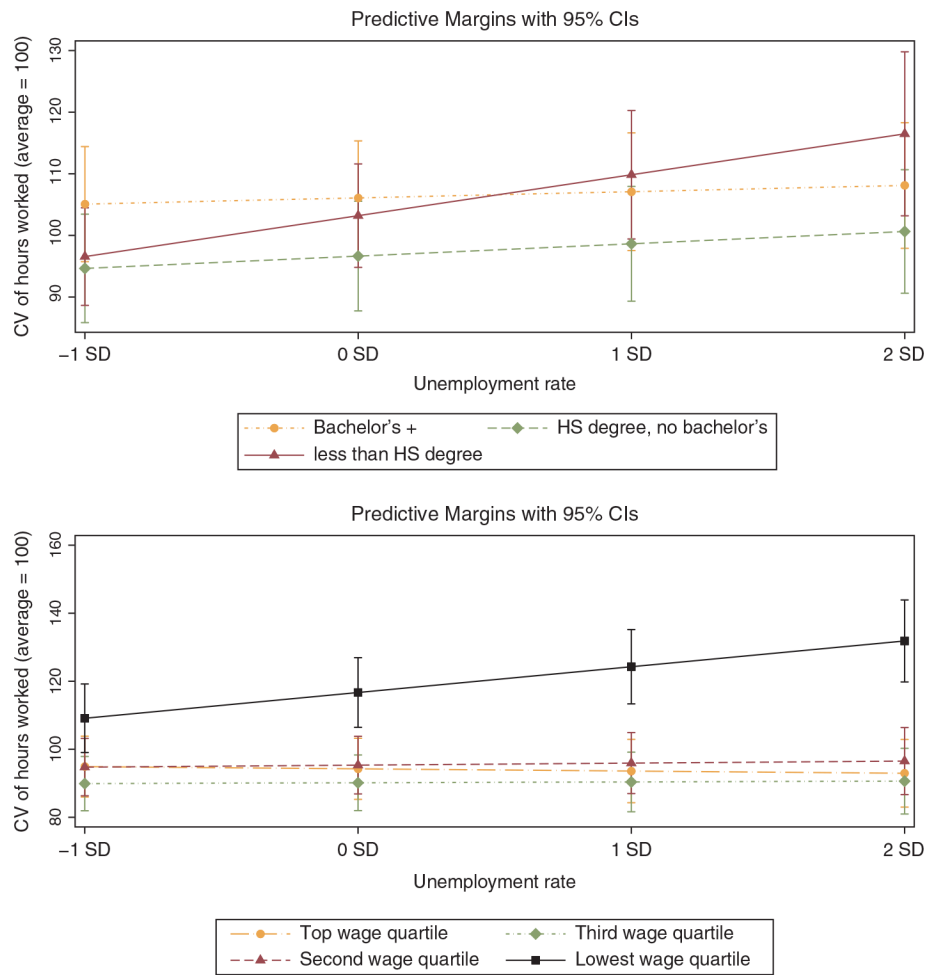 Predictive Margins with 95% CIs
CV of hours worked (average = 100)
130
120
110
100
90
−1 SD
0 SD
1 SD
2 SD
Unemployment rate
Bachelor's +
HS degree, no bachelor's
less than HS degree
Predictive Margins with 95% CIs
CV of hours worked (average = 100)
160
140
120
100
80
−1 SD
0 SD
1 SD
2 SD
Unemployment rate
Top wage quartile
Third wage quartile
Second wage quartile
Lowest wage quartile